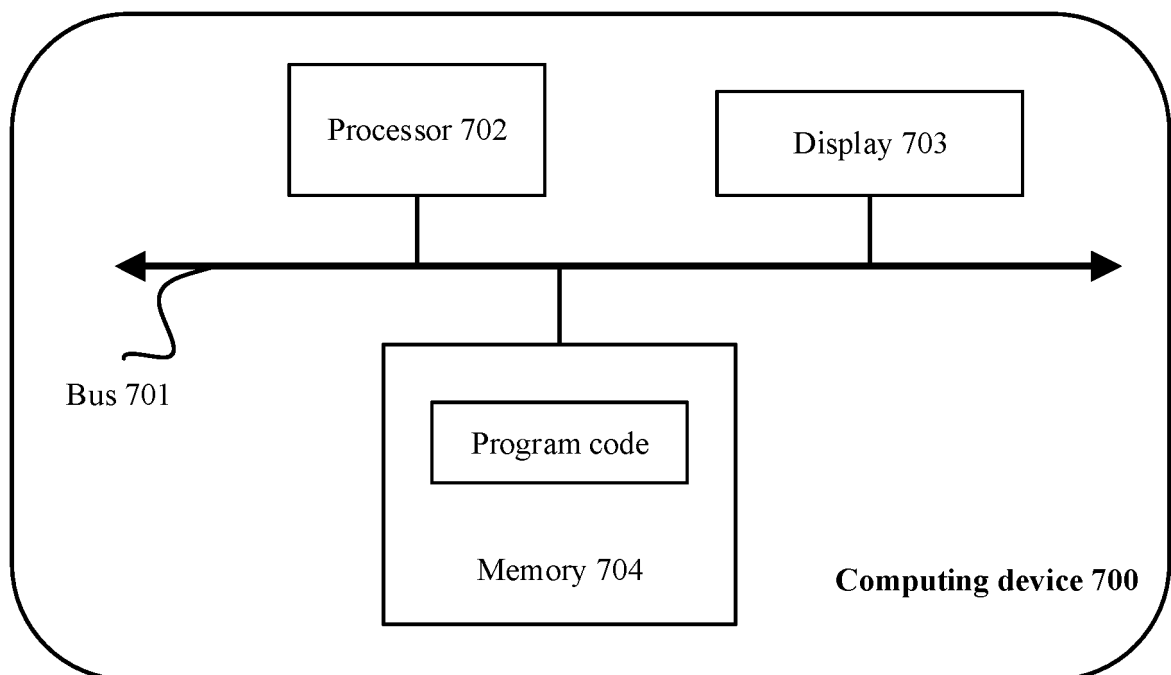 Processor 702
Display 703
Bus 701
Program code
Memory 704
Computing device 700